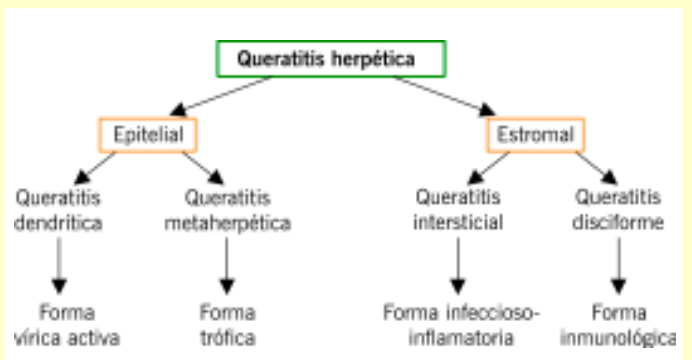 Queratitis herpética
Epitelial
Estromal
Queratitis
dendrítica
Queratitis
metaherpética
Queratitis
intersticial
Queratitis
disciforme
Forma
vírica activa
Forma
trófica
Forma infeccioso-
inflamatoria
Forma
inmunológica